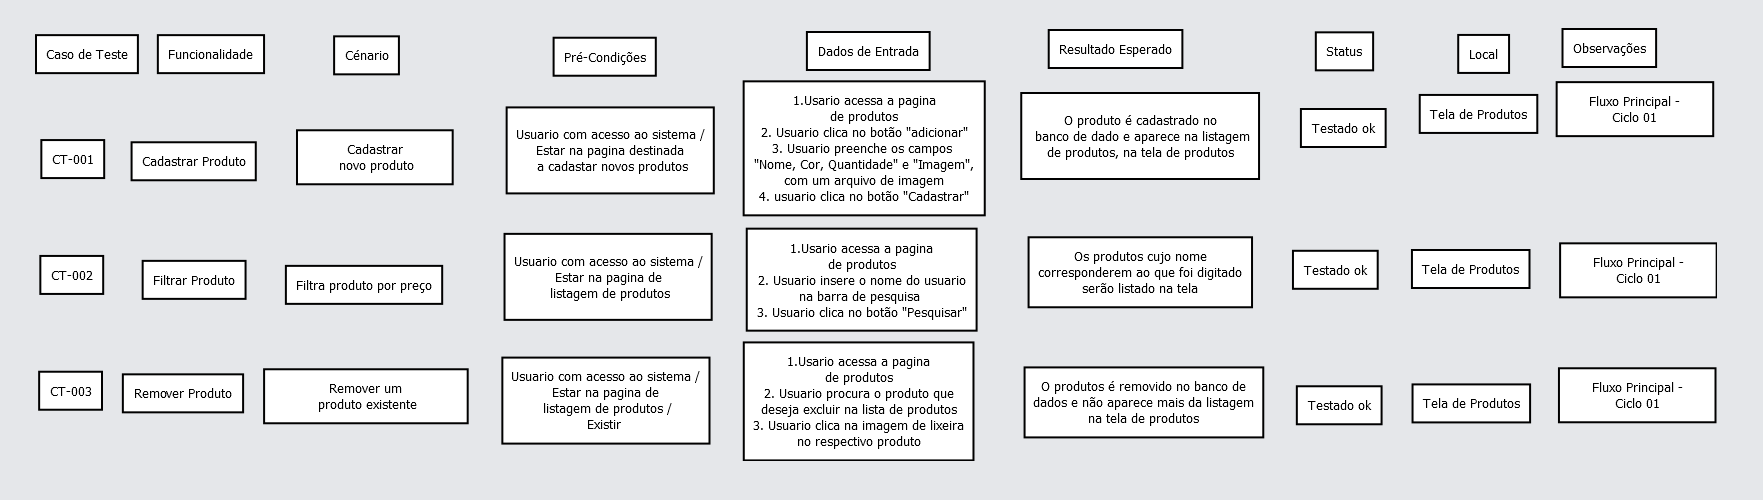 Caso de Teste
Funcionalidade
Cénario
Pré-Condições
Dados de Entrada
Resultado Esperado
Status
Local
Observações
CT-001
Cadastrar Produto
Cadastrar
novo produto
Usuario com acesso ao sistema /
Estar na pagina destinada
a cadastar novos produtos
1.Usario acessa a pagina
de produtos
2. Usuario clica no botão "adicionar"
3. Usuario preenche os campos
"Nome, Cor, Quantidade" e "Imagem",
com um arquivo de imagem
4. usuario clica no botão "Cadastrar"
O produto é cadastrado no
banco de dado e aparece na listagem
de produtos, na tela de produtos
Testado ok
Tela de Produtos
Fluxo Principal -
Ciclo 01
CT-002
Filtrar Produto
Filtra produto por preço
Usuario com acesso ao sistema /
Estar na pagina de
listagem de produtos
1.Usario acessa a pagina
de produtos
2. Usuario insere o nome do usuario
na barra de pesquisa
3. Usuario clica no botão "Pesquisar"
Os produtos cujo nome
corresponderem ao que foi digitado
serão listado na tela
Testado ok
Tela de Produtos
Fluxo Principal -
Ciclo 01
CT-003
Remover Produto
Remover um
produto existente
Usuario com acesso ao sistema /
Estar na pagina de
listagem de produtos /
Existir
1.Usario acessa a pagina
de produtos
2. Usuario procura o produto que
deseja excluir na lista de produtos
3. Usuario clica na imagem de lixeira
no respectivo produto
O produtos é removido no banco de
dados e não aparece mais da listagem
na tela de produtos
Testado ok
Tela de Produtos
Fluxo Principal -
Ciclo 01